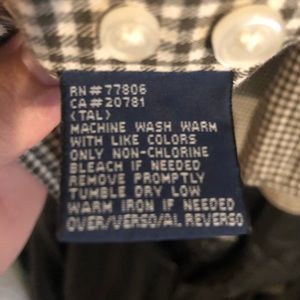 RN#77806
CA#20781
(TAL)
MACHINE WASH WARM
WITH LIKE COLORS
ONLY NON-CHLORINE
BLEACH IF NEEDED
REMOVE PROMPTLY
TUMBLE DRY LOW
WARM IRON IF NEEDED
OVER/VERSO/AL REVERSO